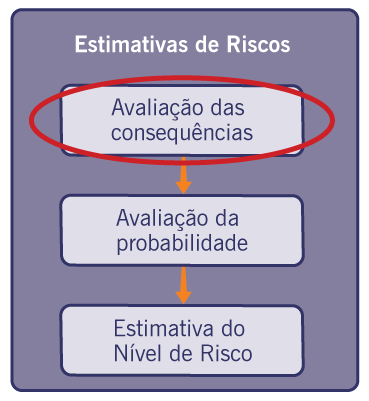 Estimativas de Riscos
Avaliação das
consequências
Avaliação da
probabilidade
Estimativa do
Nível de Risco